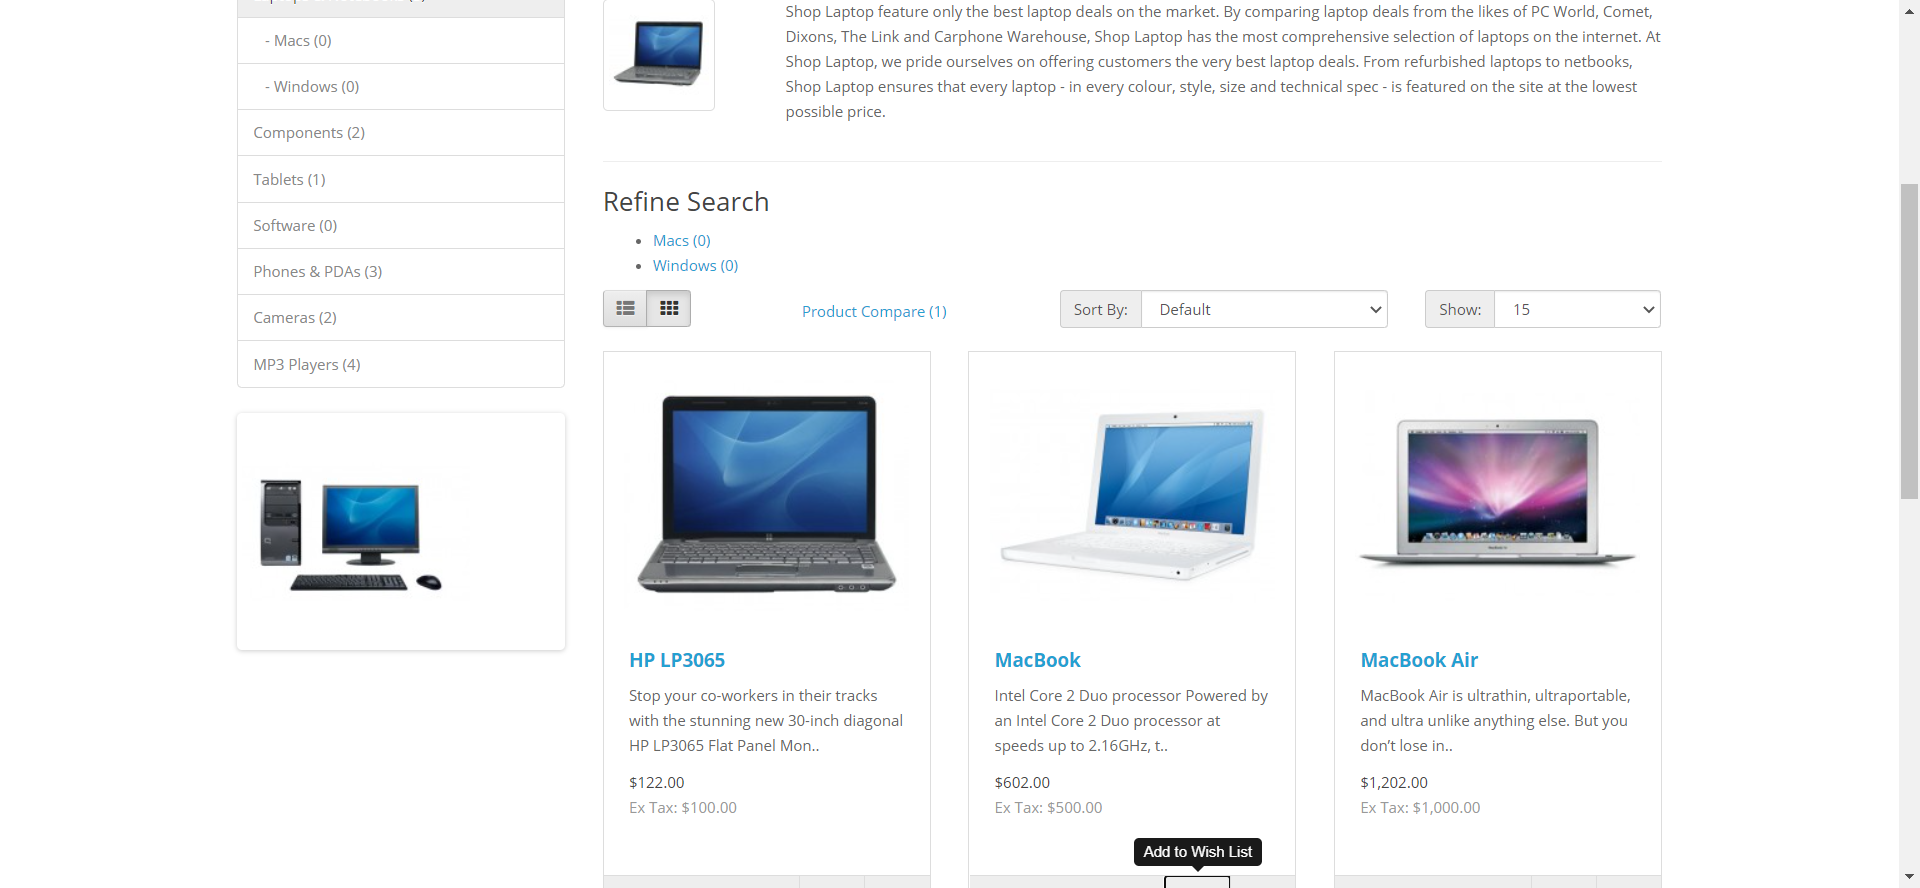 - Macs (0)
- Windows (0)
Components (2)
Tablets (1)
Software (0)
Phones & PDAs (3)
Cameras (2)
MP3 Players (4)
Shop Laptop feature only the best laptop deals on the market. By comparing laptop deals from the likes of PC World, Comet,
Dixons, The Link and Carphone Warehouse, Shop Laptop has the most comprehensive selection of laptops on the internet. At
Shop Laptop, we pride ourselves on offering customers the very best laptop deals. From refurbished laptops to netbooks,
Shop Laptop ensures that every laptop - in every colour, style, size and technical spec - is featured on the site at the lowest
possible price.
Refine Search
Macs (0)
Windows (0)
Product Compare (1)
Sort By: Default
Show: 15
HP LP3065
Stop your co-workers in their tracks
with the stunning new 30-inch diagonal
HP LP3065 Flat Panel Mon..
$122.00
Ex Tax: $100.00
MacBook
Intel Core 2 Duo processor Powered by
an Intel Core 2 Duo processor at
speeds up to 2.16GHz, t..
$602.00
Ex Tax: $500.00
Add to Wish List
MacBook Air
MacBook Air is ultrathin, ultraportable,
and ultra unlike anything else. But you
don’t lose in..
$1,202.00
Ex Tax: $1,000.00